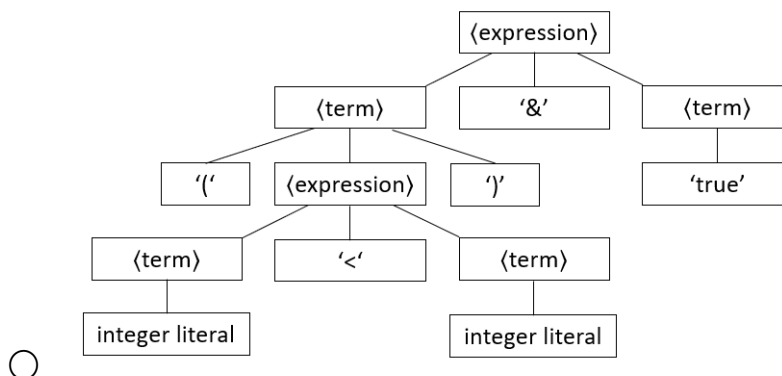 ⟨expression⟩
⟨term⟩ ‘&’ ⟨term⟩
‘(‘ ⟨expression⟩ ‘)’ ‘true’
⟨term⟩ ‘<‘ ⟨term⟩
integer literal integer literal